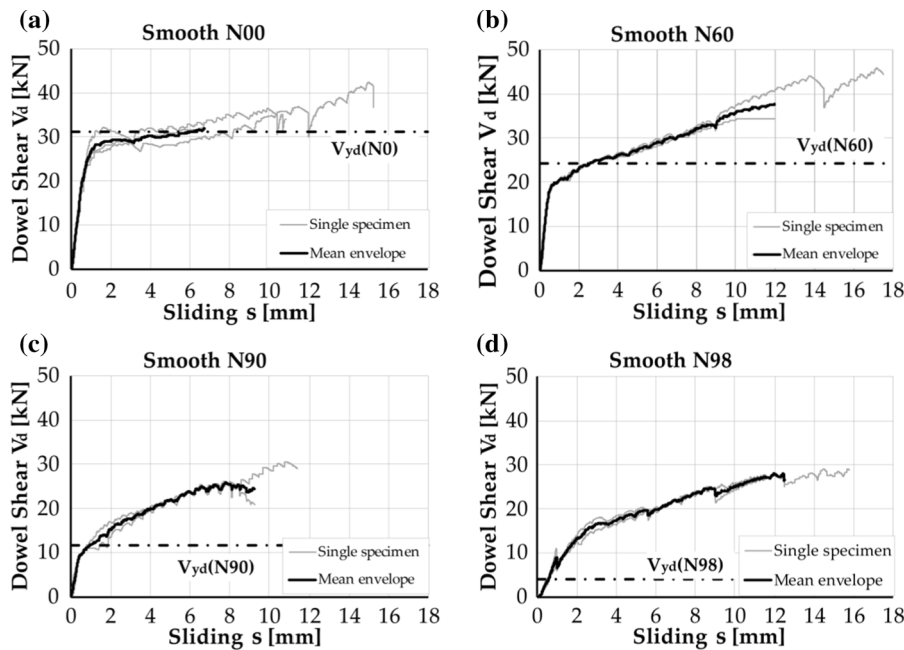 (a)
Smooth N00
Dowel Shear Vd [kN]
50
40
30
20
10
0
Vyd(N0)
Single specimen
Mean envelope
0 2 4 6 8 10 12 14 16 18
Sliding s [mm]
(b)
Smooth N60
Dowel Shear Vd [kN]
50
40
30
20
10
0
Vyd(N60)
Single specimen
Mean envelope
0 2 4 6 8 10 12 14 16 18
Sliding s [mm]
(c)
Smooth N90
Dowel Shear Vd [kN]
50
40
30
20
10
0
Vyd(N90)
Single specimen
Mean envelope
0 2 4 6 8 10 12 14 16 18
Sliding s [mm]
(d)
Smooth N98
Dowel Shear Vd [kN]
50
40
30
20
10
0
Vyd(N98)
Single specimen
Mean envelope
0 2 4 6 8 10 12 14 16 18
Sliding s [mm]